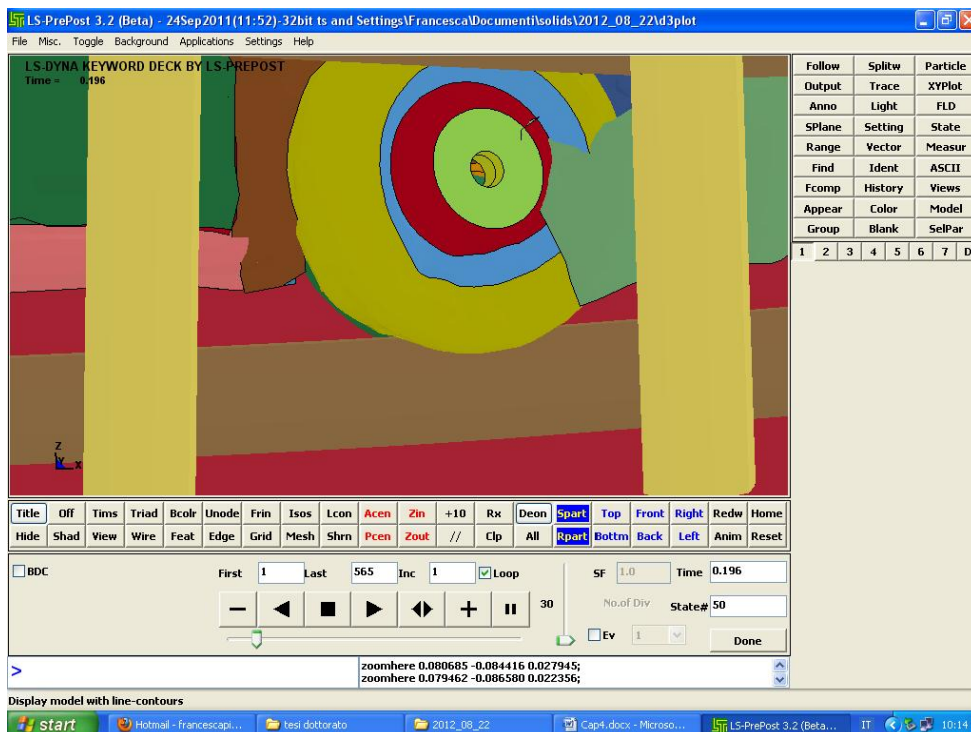 LS-PrePost 3.2 (Beta) - 24Sep2011(11:52)-32bit ts and Settings\Francesca\Documenti\solids\2012_08_22\d3plot
File Misc. Toggle Background Applications Settings Help
LS-DYNA KEYWORD DECK BY LS-PREPOST
Time = 0.196
Z
Y X
Follow Splitw Particle
Output Trace XYPlot
Anno Light FLD
SPlane Setting State
Range Vector Measur
Find Ident ASCII
Fcomp History Views
Appear Color Model
Group Blank SelPar
1 2 3 4 5 6 7 D
Title Off Tims Triad Bcolr Unode Frin Isos Lcon Acen Zin +10 Rx Deon Spart Top Front Right Redw Home
Hide Shad View Wire Feat Edge Grid Mesh Shrn Pcen Zout // Clp All Rpart Bottm Back Left Anim Reset
BDC First 1 Last 565 Inc 1 Loop
30
SF 1.0 Time 0.196
No.of Div State# 50
Ev 1 Done
>
zoomhere 0.080685 -0.084416 0.027945;
zoomhere 0.079462 -0.086580 0.022356;
Display model with line-contours
start Hotmail - francescapi... tesi dottorato 2012_08_22 Cap4.docx - Microso... LS-PrePost 3.2 (Beta... IT 10:14